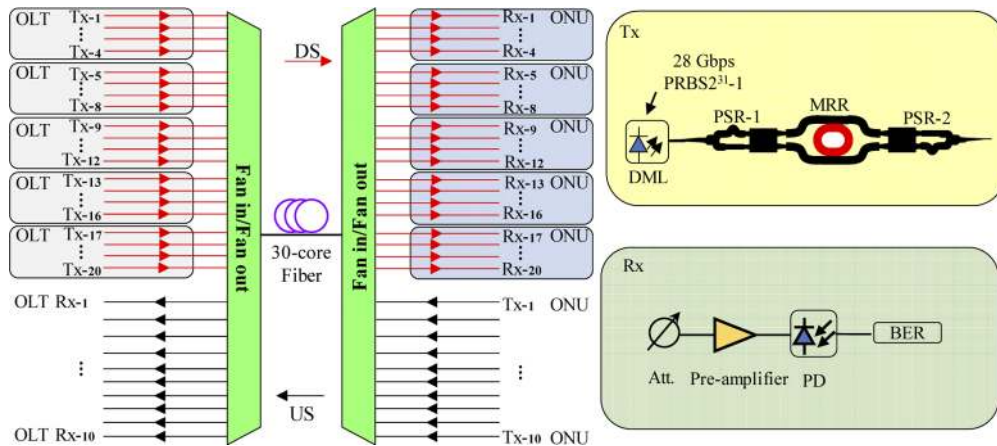 OLT Tx-1
Tx-4
OLT Tx-5
Tx-8
OLT Tx-9
Tx-12
OLT Tx-13
Tx-16
OLT Tx-17
Tx-20
OLT Rx-1
OLT Rx-10
Fan in/Fan out
DS
30-core
Fiber
US
Fan in/Fan out
Rx-1 ONU
Rx-4
Rx-5 ONU
Rx-8
Rx-9 ONU
Rx-12
Rx-13 ONU
Rx-16
Rx-17 ONU
Rx-20
Tx-1 ONU
Tx-10 ONU
Tx
28 Gbps
PRBS2³¹-1
PSR-1
MRR
PSR-2
DML
Rx
BER
Att.
Pre-amplifier
PD